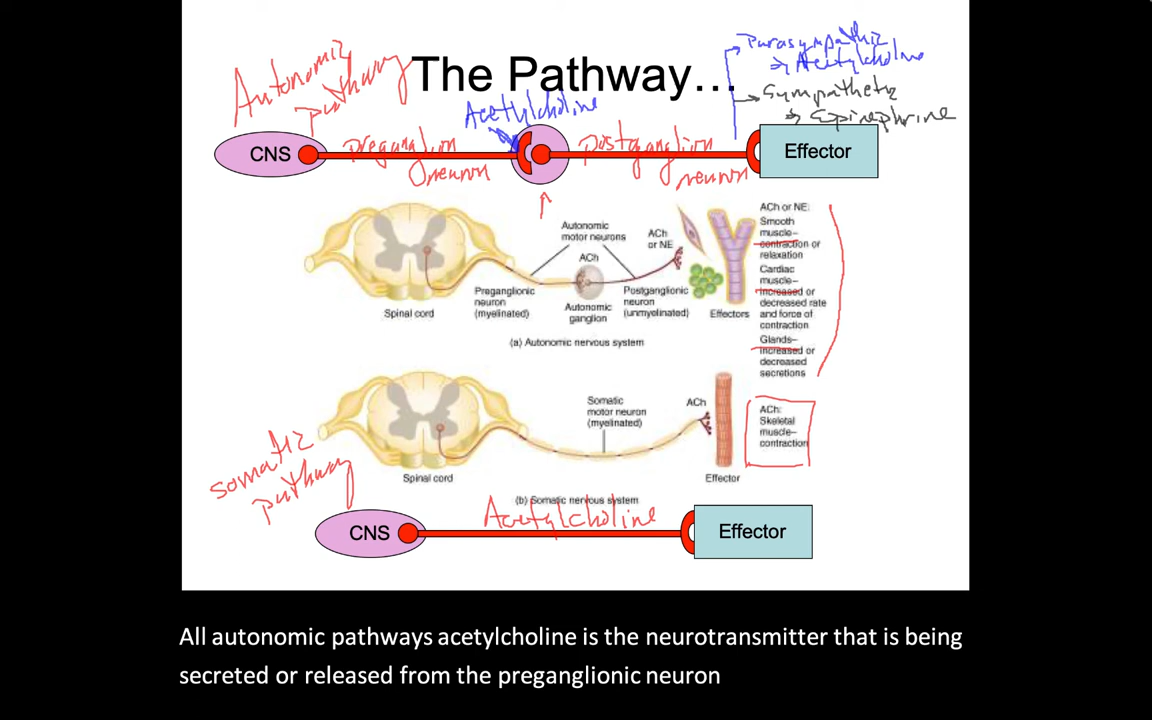 The Pathway...
Autonomic
pathway
Parasympathic
→ Acetylcholine
Sympathetic
→ Epinephrine
Acetylcholine
CNS
preganglion
neuron
postganglion
neuron
Effector
Autonomic
motor neurons
ACh
or NE
ACh
Preganglionic
neuron
(myelinated)
Autonomic
ganglion
Postganglionic
neuron
(unmyelinated)
Spinal cord
Effectors
ACh or NE:
Smooth
muscle–
contraction or
relaxation
Cardiac
muscle–
increased or
decreased rate
and force of
contraction
Glands–
increased or
decreased
secretions
(a) Autonomic nervous system
Somatic
motor neuron
(myelinated)
ACh
ACh:
Skeletal
muscle–
contraction
Spinal cord
Effector
(b) Somatic nervous system
somatic
pathway
Acetylcholine
CNS
Effector
All autonomic pathways acetylcholine is the neurotransmitter that is being
secreted or released from the preganglionic neuron